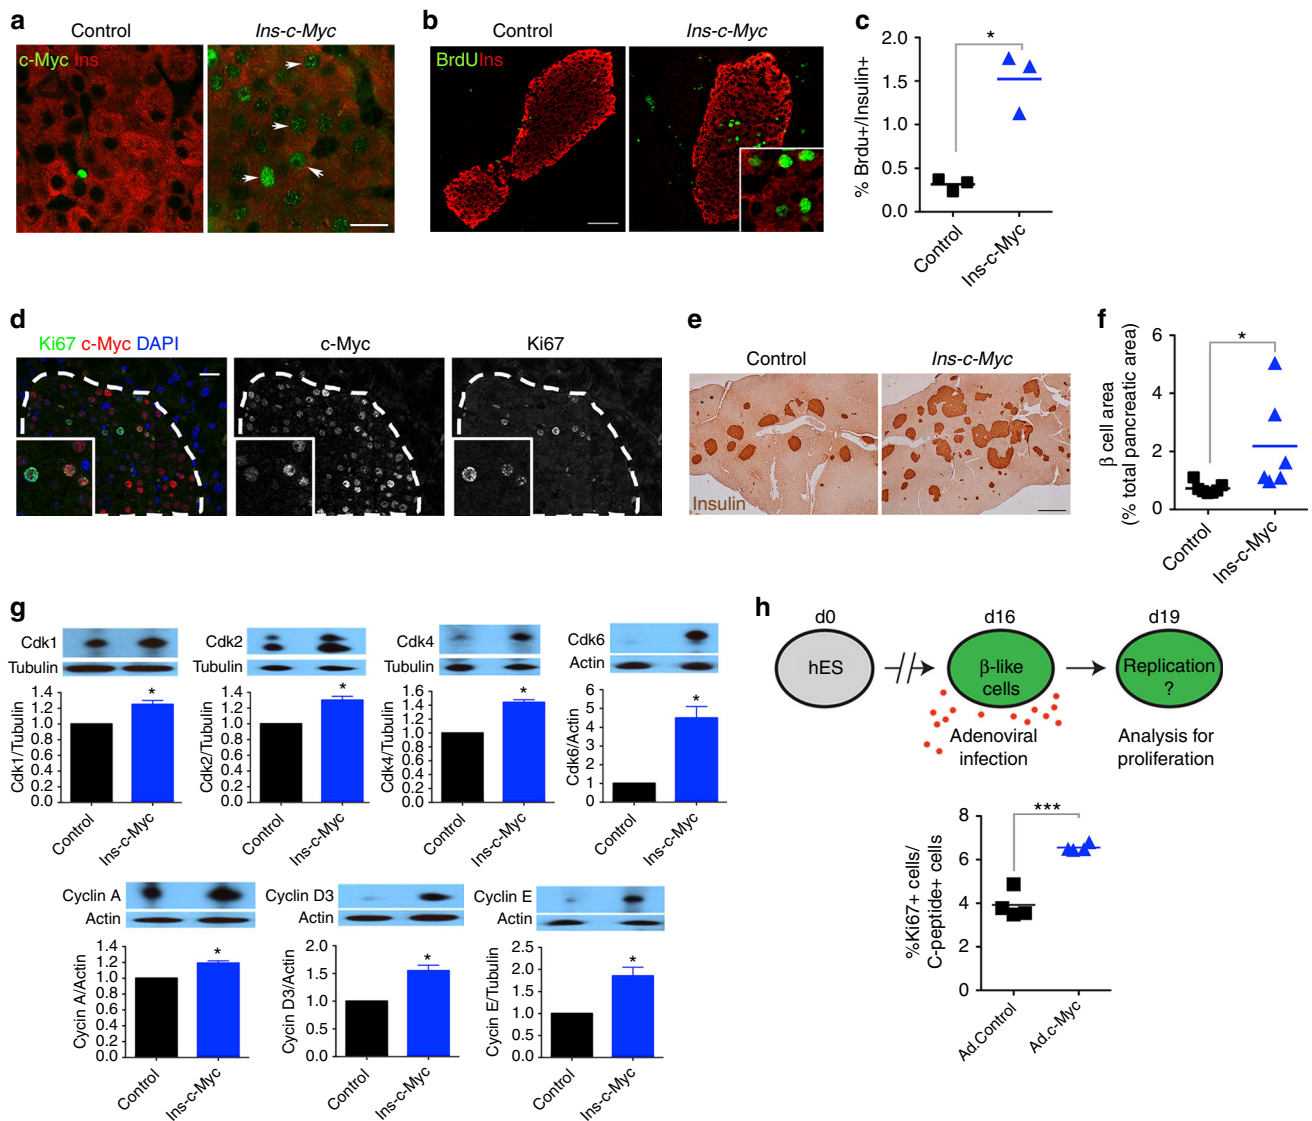 a
Control
Ins-c-Myc
c-Myc Ins
b
Control
Ins-c-Myc
BrdUIns
c
*
2.0
1.5
1.0
0.5
0.0
% Brdu+/Insulin+
Control
Ins-c-Myc
d
Ki67 c-Myc DAPI
c-Myc
Ki67
e
Control
Ins-c-Myc
Insulin
f
*
6
4
2
0
β cell area
(% total pancreatic area)
Control
Ins-c-Myc
g
Cdk1
Tubulin
*
1.4
1.2
1.0
0.8
0.6
0.4
0.2
0.0
Cdk1/Tubulin
Control
Ins-c-Myc
Cdk2
Tubulin
*
1.4
1.2
1.0
0.8
0.6
0.4
0.2
0.0
Cdk2/Tubulin
Control
Ins-c-Myc
Cdk4
Tubulin
*
1.6
1.4
1.2
1.0
0.8
0.6
0.4
0.2
0.0
Cdk4/Tubulin
Control
Ins-c-Myc
Cdk6
Actin
*
6
5
4
3
2
1
0
Cdk6/Actin
Control
Ins-c-Myc
Cyclin A
Actin
*
1.4
1.2
1.0
0.8
0.6
0.4
0.2
0.0
Cycin A/Actin
Control
Ins-c-Myc
Cyclin D3
Actin
*
2.0
1.5
1.0
0.5
0.0
Cycin D3/Actin
Control
Ins-c-Myc
Cyclin E
Actin
*
2.5
2.0
1.5
1.0
0.5
0.0
Cycin E/Tubulin
Control
Ins-c-Myc
h
d0
d16
d19
hES
β-like
cells
Replication
?
Adenoviral
infection
Analysis for
proliferation
***
8
6
4
2
0
%Ki67+ cells/
C-peptide+ cells
Ad.Control
Ad.c-Myc